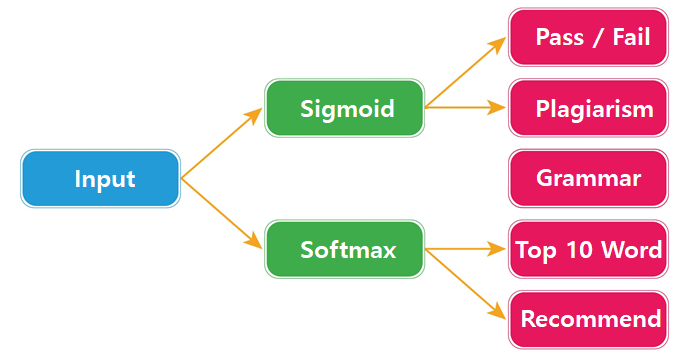 Input
Sigmoid
Softmax
Pass / Fail
Plagiarism
Grammar
Top 10 Word
Recommend